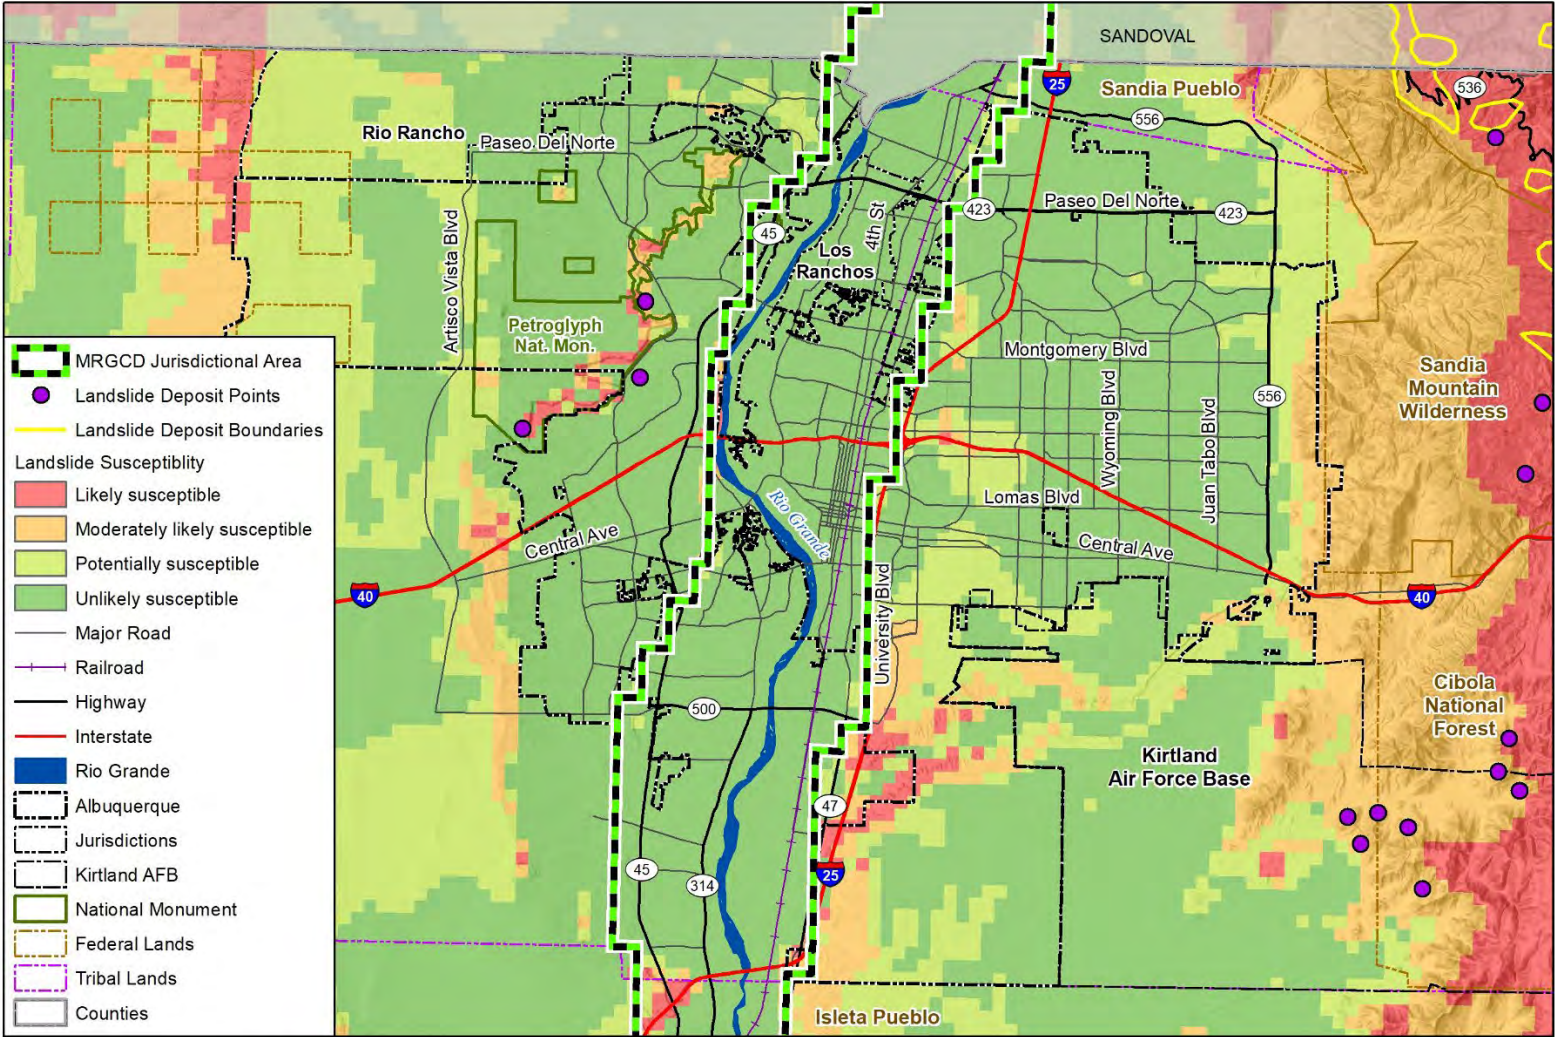 SANDOVAL
25
Sandia Pueblo
536
556
Rio Rancho
Paseo Del Norte
Paseo Del Norte
423
423
45
4th St
Los
Ranchos
Artisco Vista Blvd
Petroglyph
Nat. Mon.
Montgomery Blvd
Sandia
Mountain
Wilderness
Wyoming Blvd
Juan Tabo Blvd
556
Lomas Blvd
Rio Grande
Central Ave
Central Ave
40
40
University Blvd
500
Cibola
National
Forest
Kirtland
Air Force Base
47
45
314
25
Isleta Pueblo
MRGCD Jurisdictional Area
Landslide Deposit Points
Landslide Deposit Boundaries
Landslide Susceptiblity
Likely susceptible
Moderately likely susceptible
Potentially susceptible
Unlikely susceptible
Major Road
Railroad
Highway
Interstate
Rio Grande
Albuquerque
Jurisdictions
Kirtland AFB
National Monument
Federal Lands
Tribal Lands
Counties